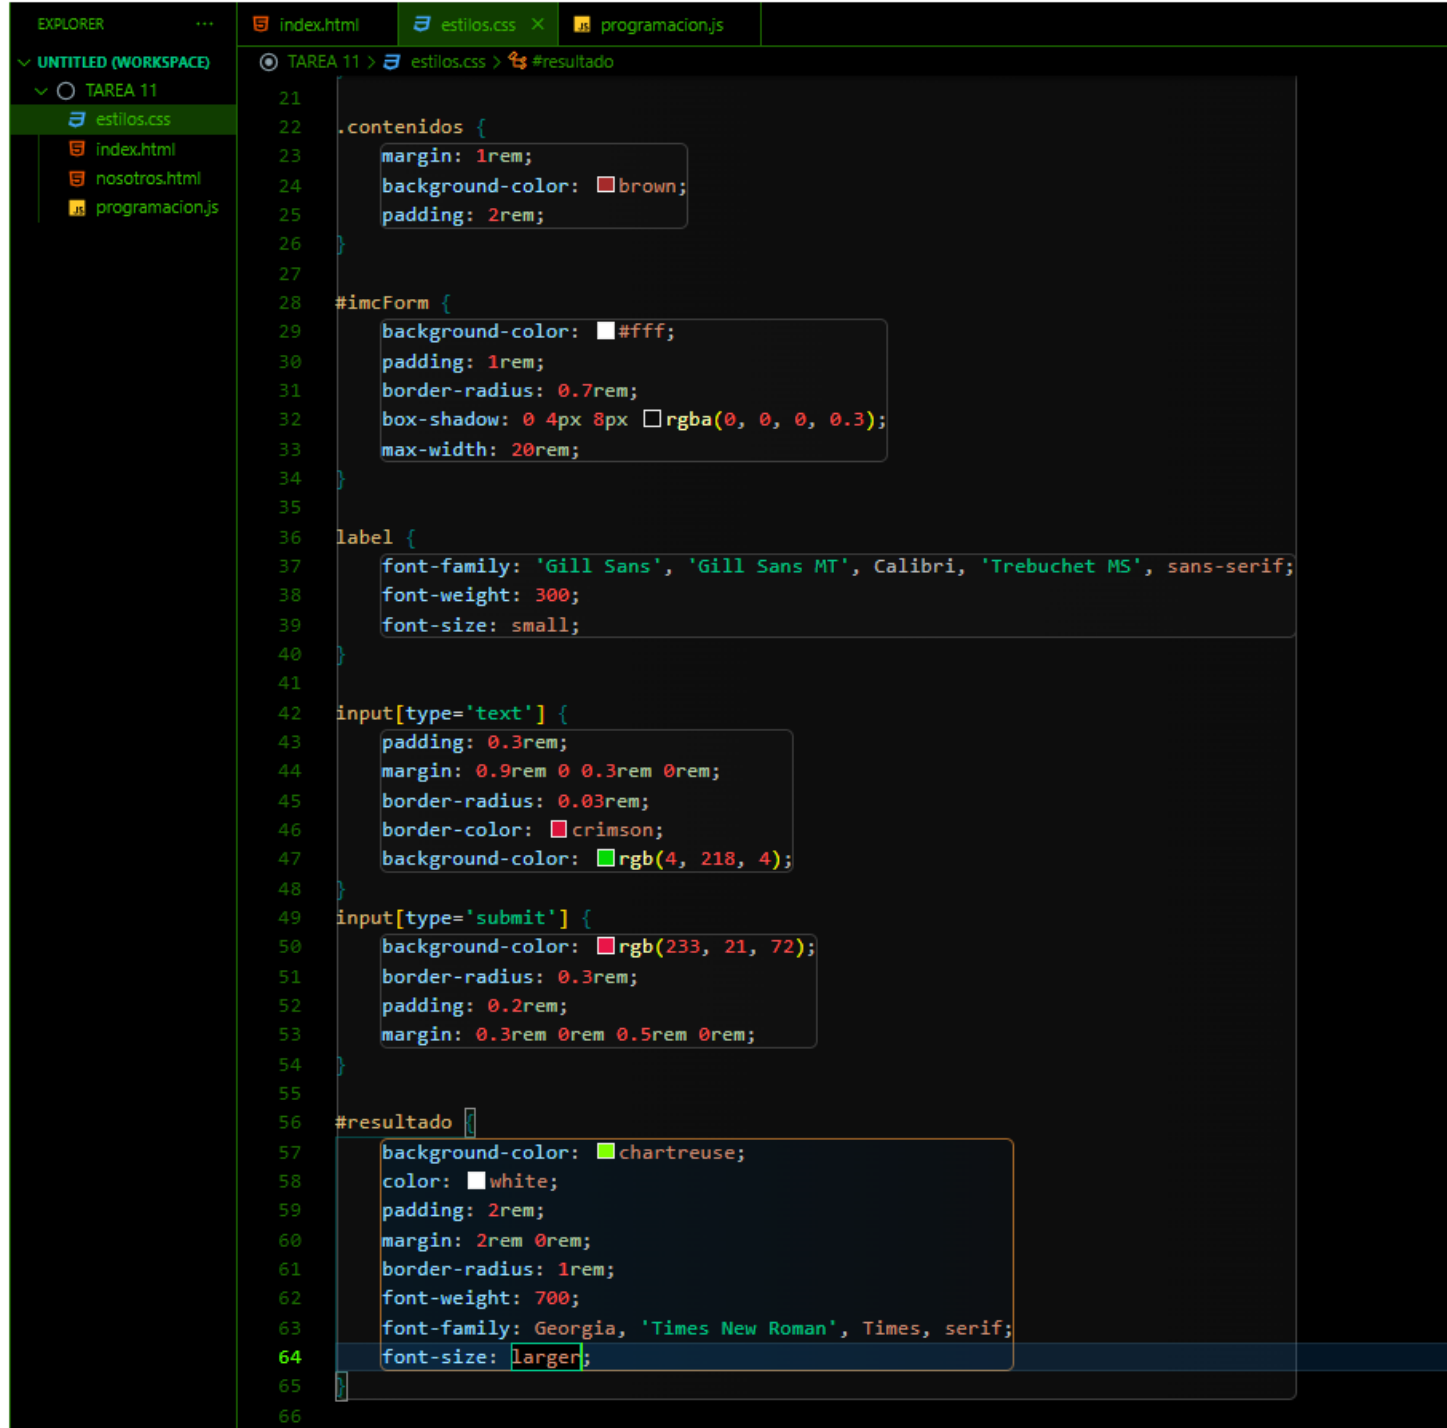 EXPLORER ...
UNTITLED (WORKSPACE)
TAREA 11
estilos.css
index.html
nosotros.html
programacion.js
index.html estilos.css × programacion.js
TAREA 11 > estilos.css > #resultado
21
22 .contenidos {
23 margin: 1rem;
24 background-color: brown;
25 padding: 2rem;
26 }
27
28 #imcForm {
29 background-color: #fff;
30 padding: 1rem;
31 border-radius: 0.7rem;
32 box-shadow: 0 4px 8px rgba(0, 0, 0, 0.3);
33 max-width: 20rem;
34 }
35
36 label {
37 font-family: 'Gill Sans', 'Gill Sans MT', Calibri, 'Trebuchet MS', sans-serif;
38 font-weight: 300;
39 font-size: small;
40 }
41
42 input[type='text'] {
43 padding: 0.3rem;
44 margin: 0.9rem 0 0.3rem 0rem;
45 border-radius: 0.03rem;
46 border-color: crimson;
47 background-color: rgb(4, 218, 4);
48 }
49 input[type='submit'] {
50 background-color: rgb(233, 21, 72);
51 border-radius: 0.3rem;
52 padding: 0.2rem;
53 margin: 0.3rem 0rem 0.5rem 0rem;
54 }
55
56 #resultado {
57 background-color: chartreuse;
58 color: white;
59 padding: 2rem;
60 margin: 2rem 0rem;
61 border-radius: 1rem;
62 font-weight: 700;
63 font-family: Georgia, 'Times New Roman', Times, serif;
64 font-size: larger;
65 }
66